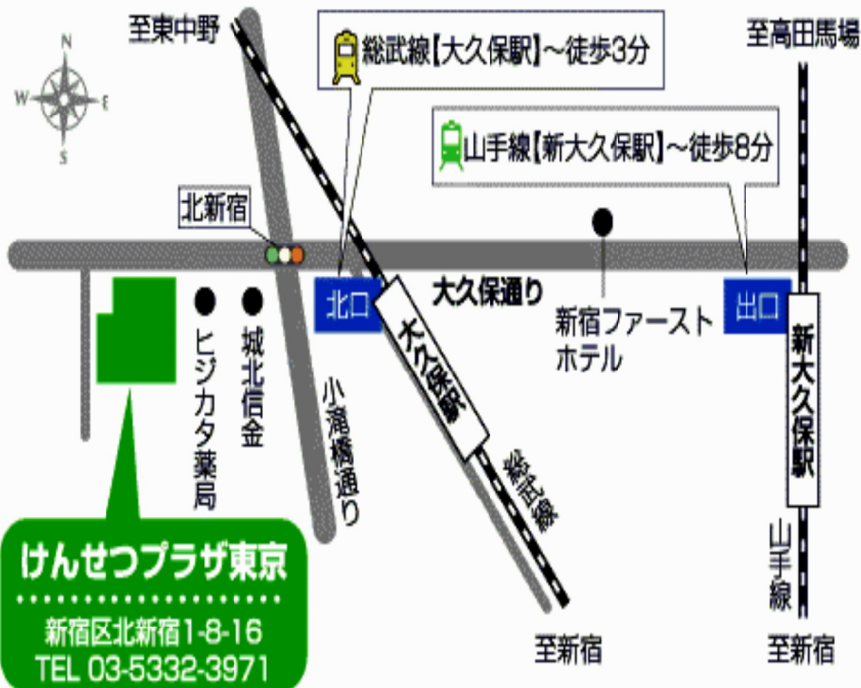 至東中野
総武線【大久保駅】～徒歩3分
至高田馬場
N
W
E
S
山手線【新大久保駅】～徒歩8分
北新宿
北口
大久保通り
出口
新宿ファースト
ホテル
大久保駅
新大久保駅
ヒジカタ薬局
城北信金
小滝橋通り
総武線
山手線
けんせつプラザ東京
新宿区北新宿1-8-16
TEL 03-5332-3971
至新宿
至新宿